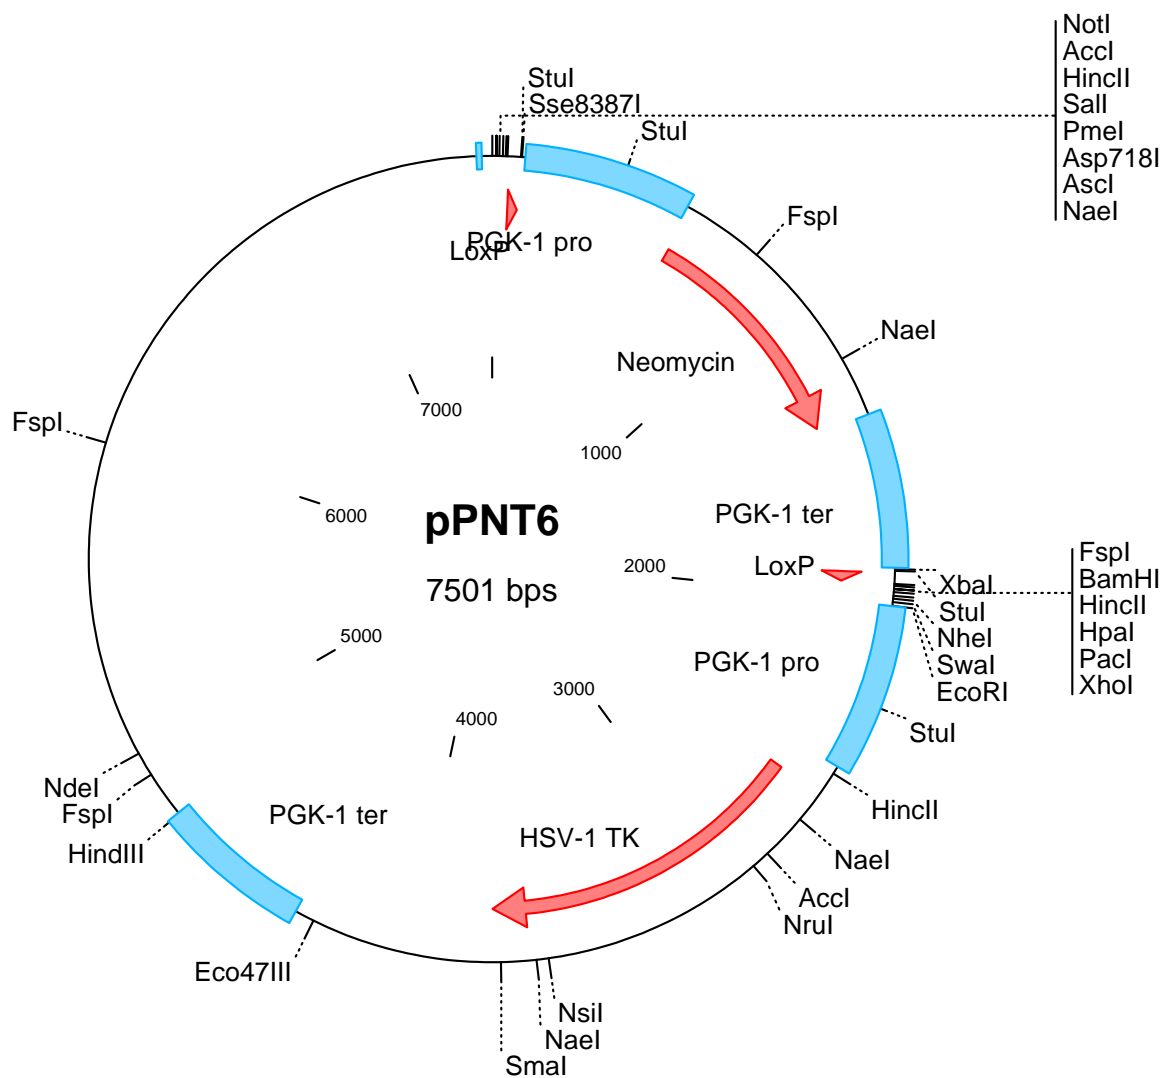 NotI
AccI
HincII
SalI
PmeI
Asp718I
AscI
NaeI
StuI
Sse8387I
StuI
FspI
LoxP
PGK-1 pro
NaeI
Neomycin
7000
1000
FspI
6000
pPNT6
7501 bps
PGK-1 ter
2000
LoxP
XbaI
StuI
NheI
SwaI
EcoRI
FspI
BamHI
HincII
HpaI
PacI
XhoI
5000
PGK-1 pro
3000
4000
StuI
NdeI
FspI
HindIII
PGK-1 ter
HSV-1 TK
HincII
NaeI
AccI
NruI
Eco47III
NsiI
NaeI
SmaI